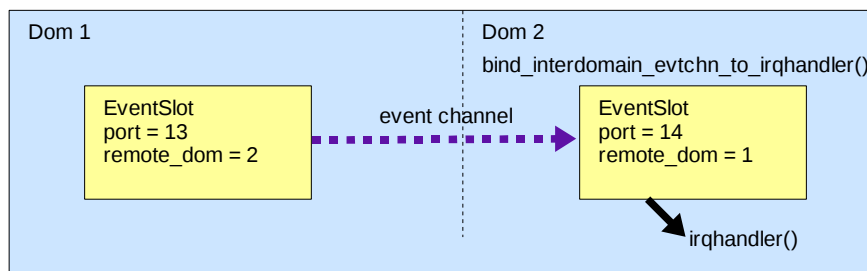 Dom 1
Dom 2
bind_interdomain_evtchn_to_irqhandler()
EventSlot
port = 13
remote_dom = 2
event channel
EventSlot
port = 14
remote_dom = 1
irqhandler()